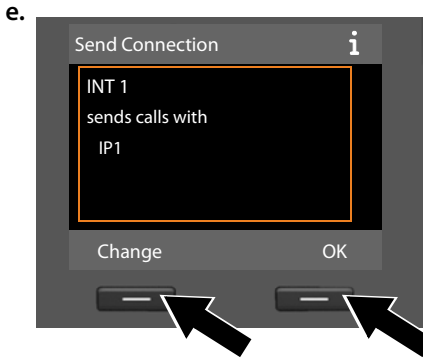 e.
Send Connection i
INT 1
sends calls with
IP1
Change OK